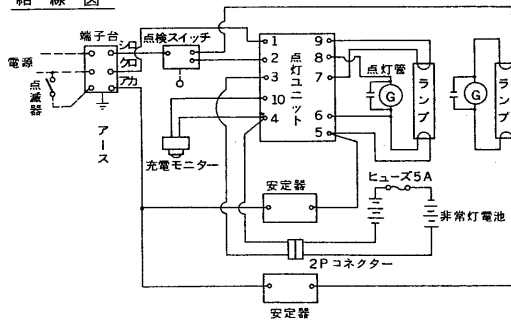 結線図
端子台
シロ
クロ
アカ
電源
点滅器
アース
点検スイッチ
充電モニター
点灯ユニット
1
2
3
10
4
9
8
7
6
5
点灯管
G
ランプ
G
ランプ
安定器
ヒューズ5A
非常灯電池
2Pコネクター
安定器